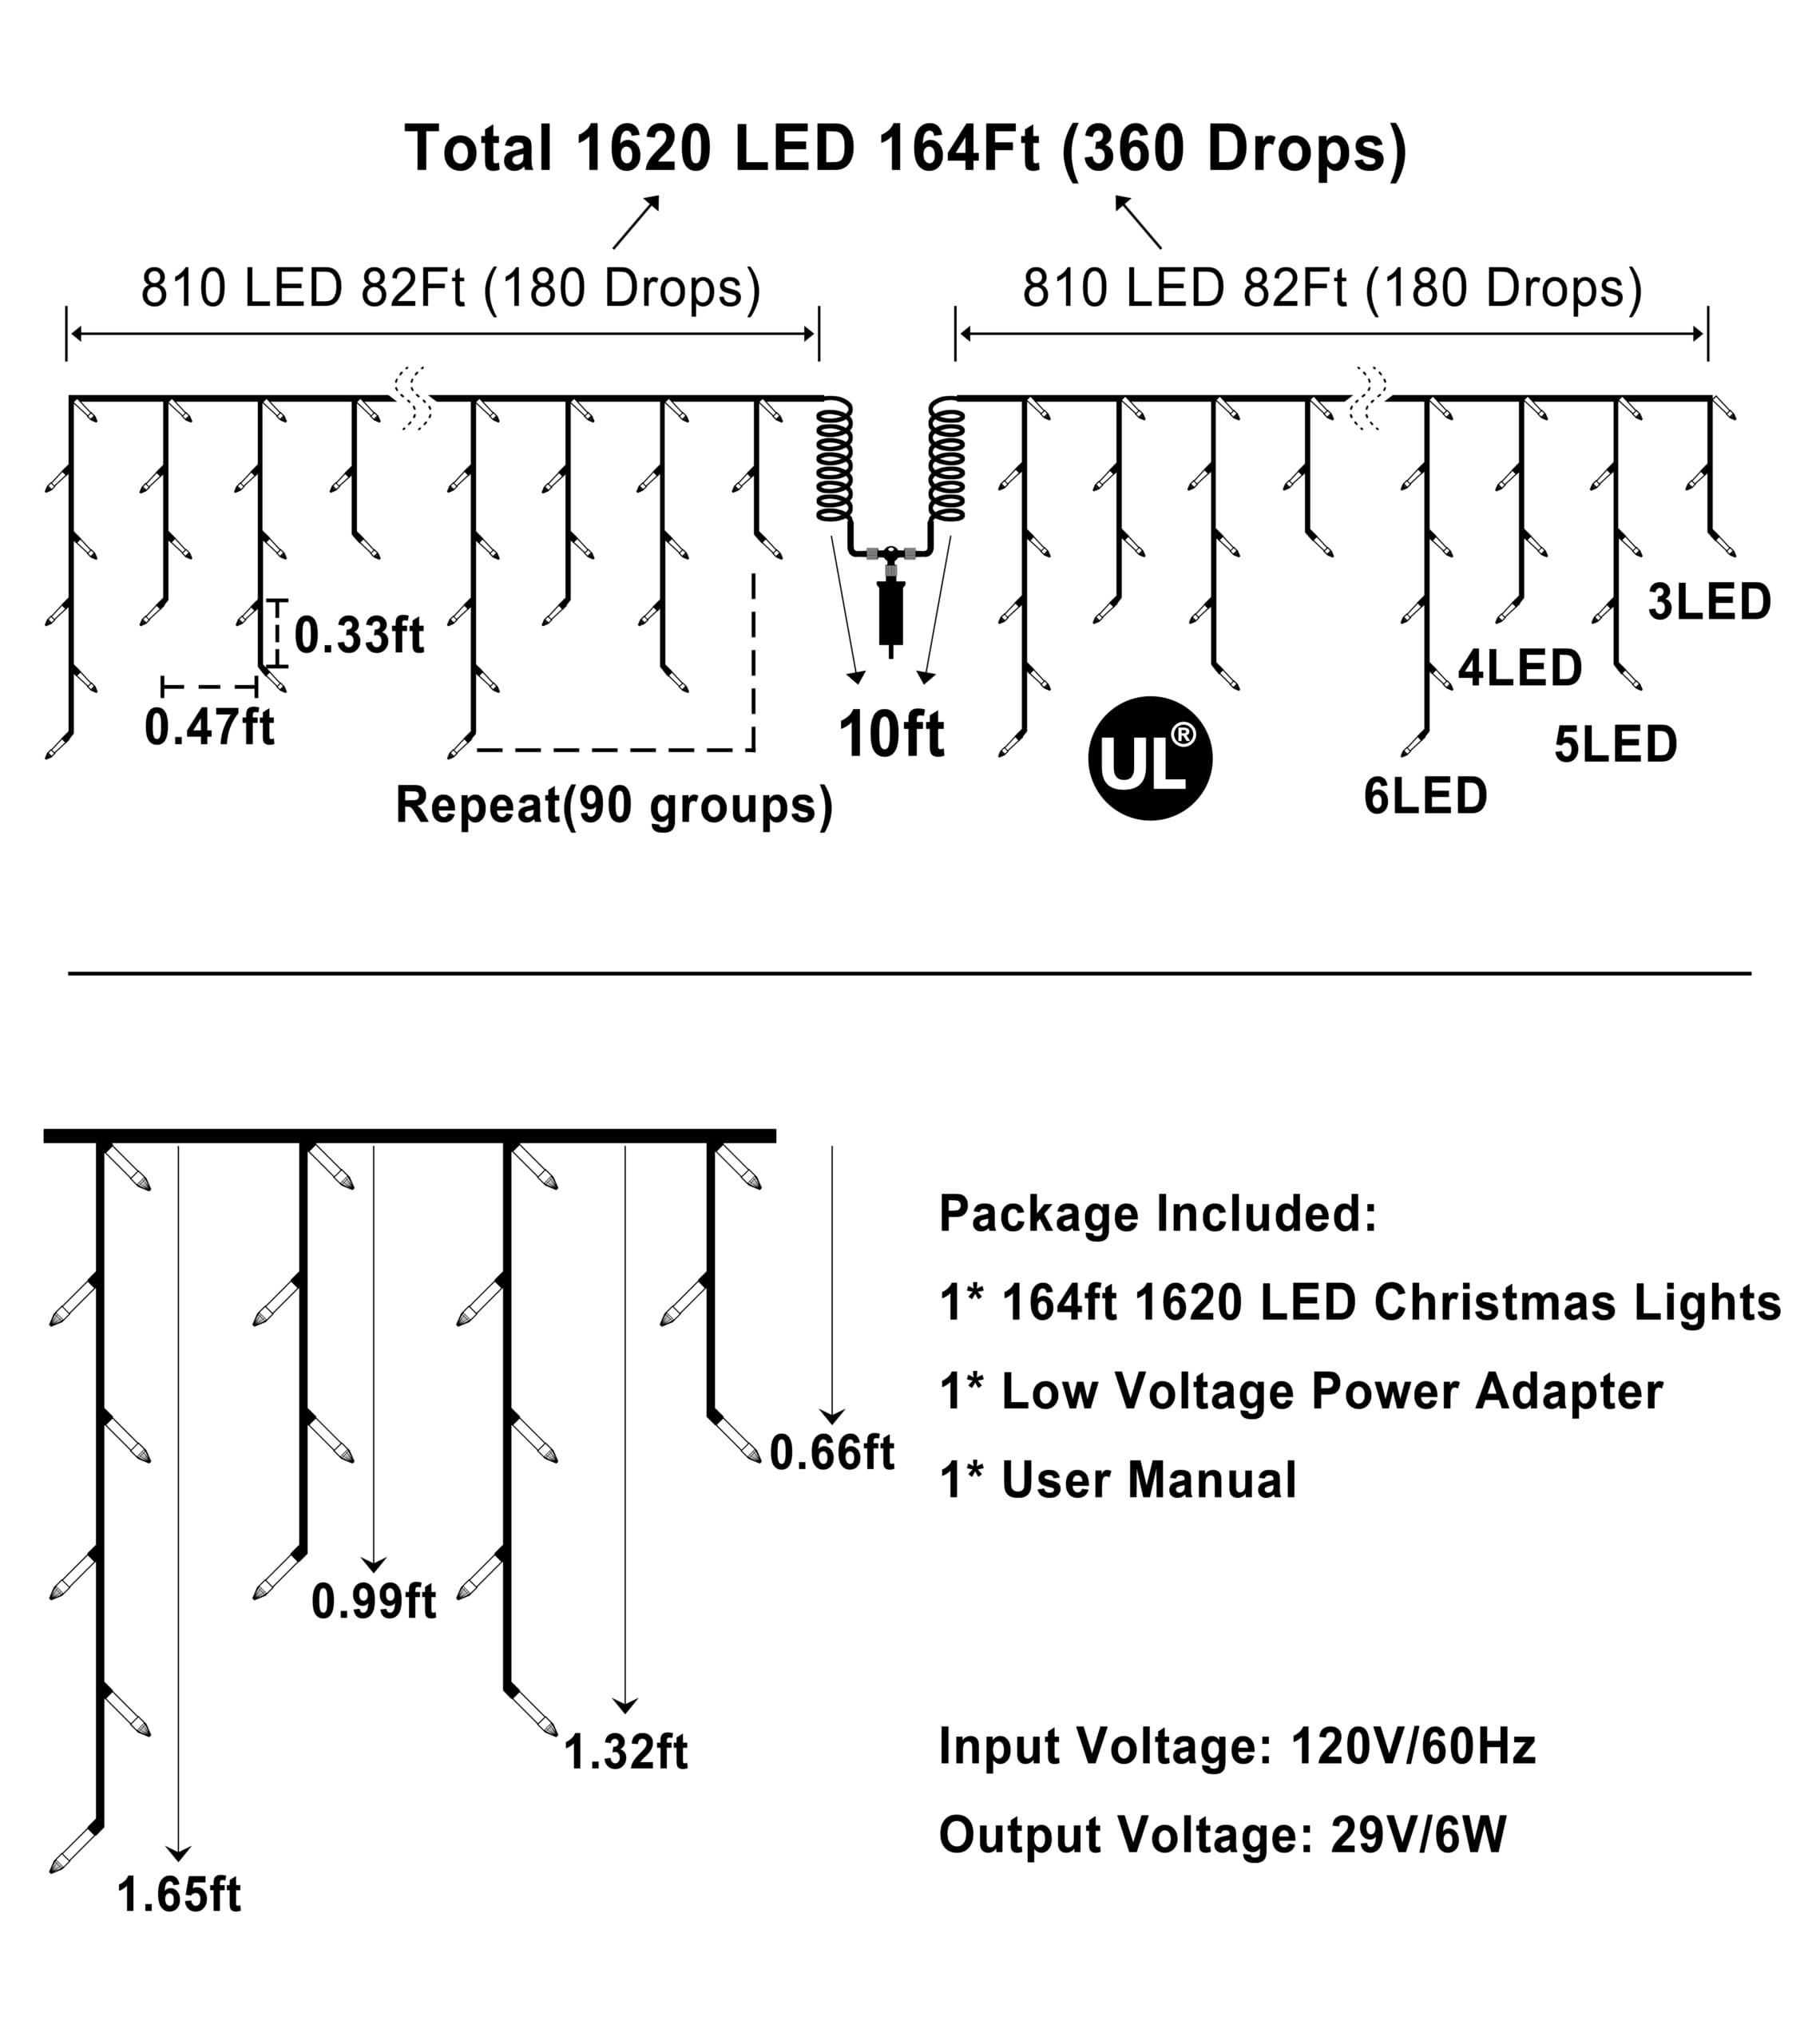 Total 1620 LED 164Ft (360 Drops)
810 LED 82Ft (180 Drops)
810 LED 82Ft (180 Drops)
0.33ft
0.47ft
Repeat(90 groups)
10ft
UL®
3LED
4LED
5LED
6LED
0.66ft
0.99ft
1.32ft
1.65ft
Package Included:
1* 164ft 1620 LED Christmas Lights
1* Low Voltage Power Adapter
1* User Manual
Input Voltage: 120V/60Hz
Output Voltage: 29V/6W